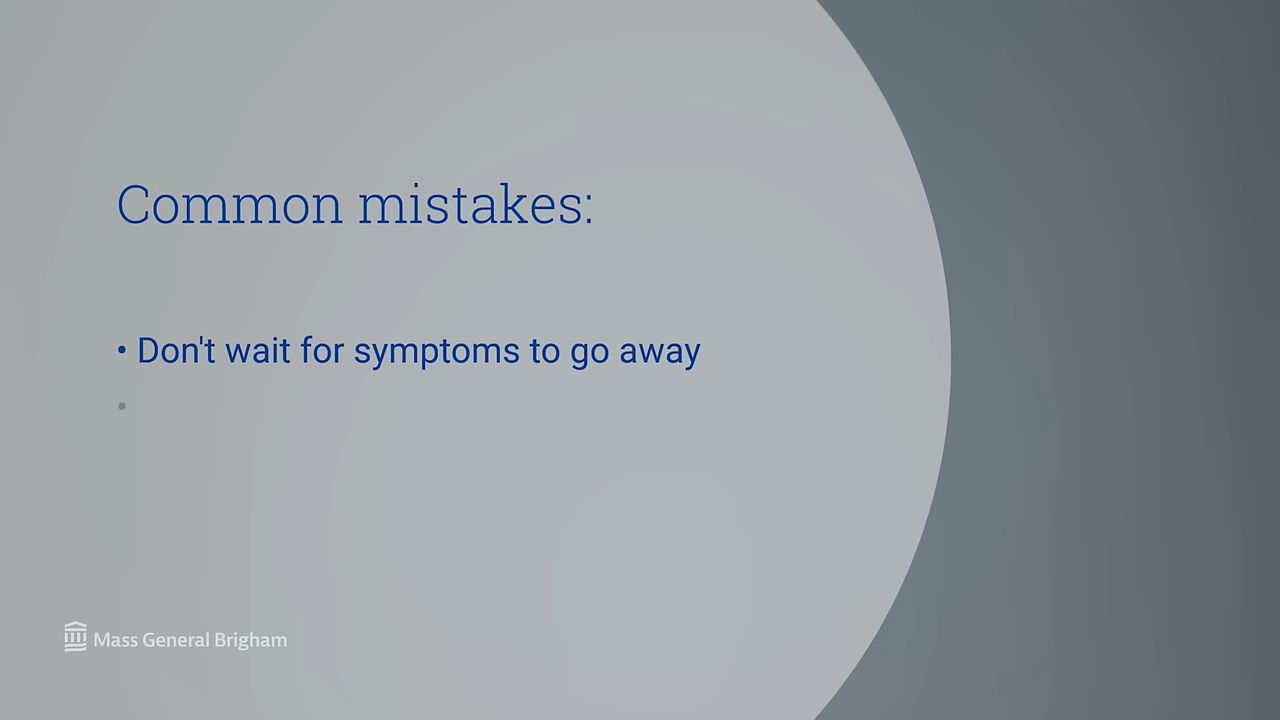 Common mistakes:
• Don't wait for symptoms to go away
•
Mass General Brigham